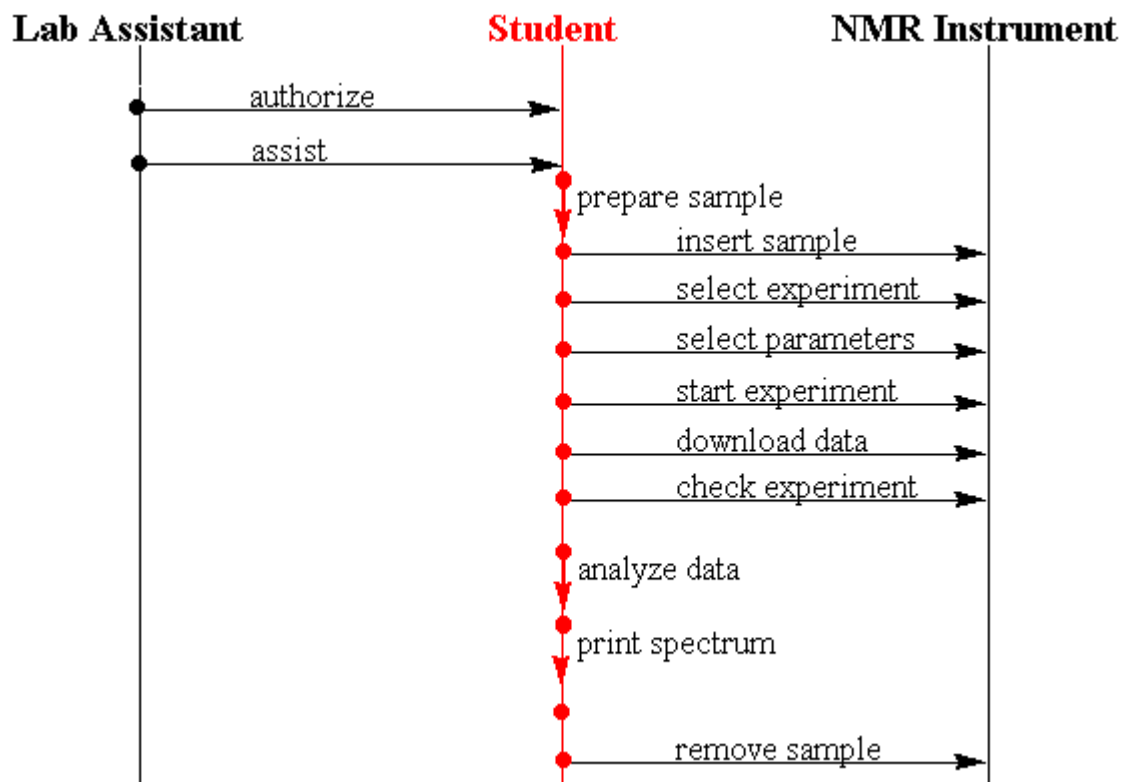 Lab Assistant Student NMR Instrument
authorize
assist
prepare sample
insert sample
select experiment
select parameters
start experiment
download data
check experiment
analyze data
print spectrum
remove sample